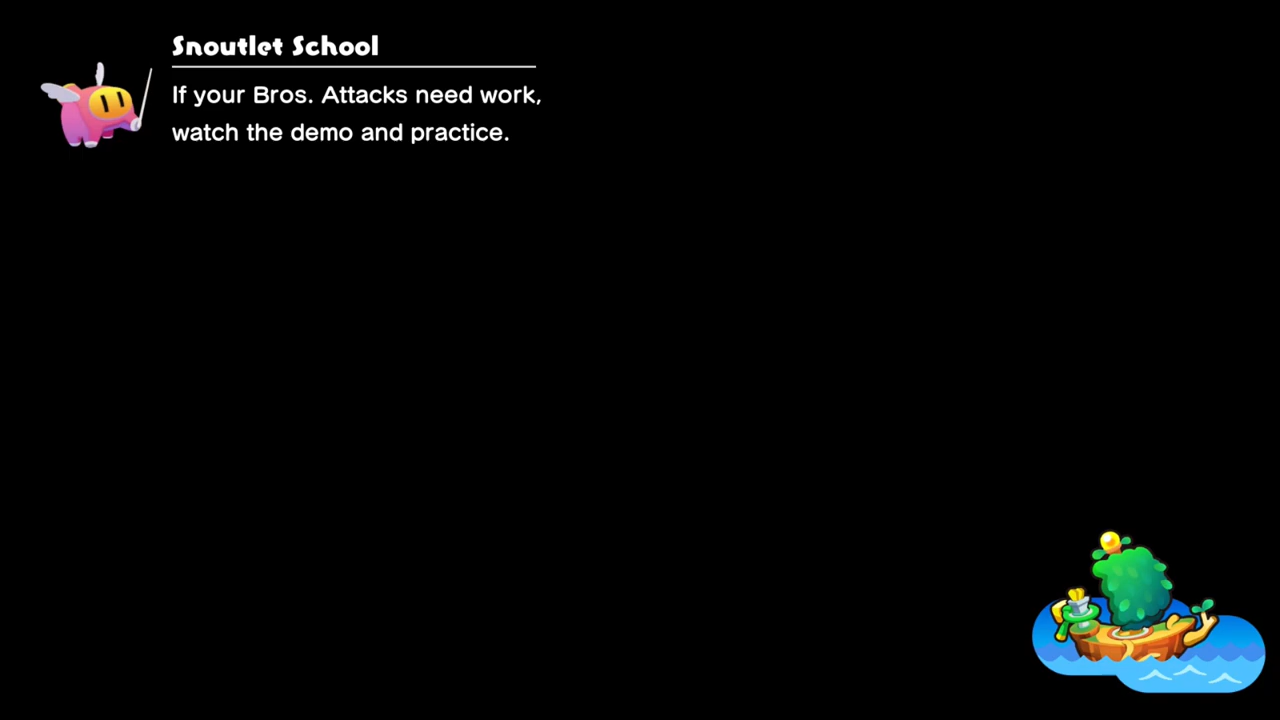 Snoutlet School
If your Bros. Attacks need work,
watch the demo and practice.